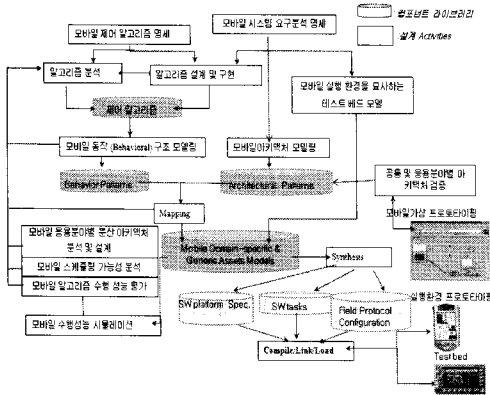 컴포넌트 라이브러리
설계 Activities
모바일 제어 알고리즘 명세
모바일 시스템 요구분석 명세
알고리즘 분석
알고리즘 설계 및 구현
모바일 실행 환경을 묘사하는
테스트 베드 모델
제어 알고리즘
모바일 동작 (Behavioral) 구조 모델링
모바일아키텍처 모델링
공통 및 응용분야별 아
키텍처 검증
Behavior Patterns
Architectural Patterns
Mapping
모바일가상 프로토타이핑
모바일 응용분야별 분산 아키텍처
분석 및 설계
Mobile Domain-specific &
Generic Assets Models
Synthesis
모바일 스케줄링 가능성 분석
모바일 알고리즘 수행 성능 평가
SW platform Spec.
SW tasks
Field Protocol
Configuration
실행환경 프로토타이핑
모바일 수행성능 시뮬레이션
Compile/Link/Load
Test bed